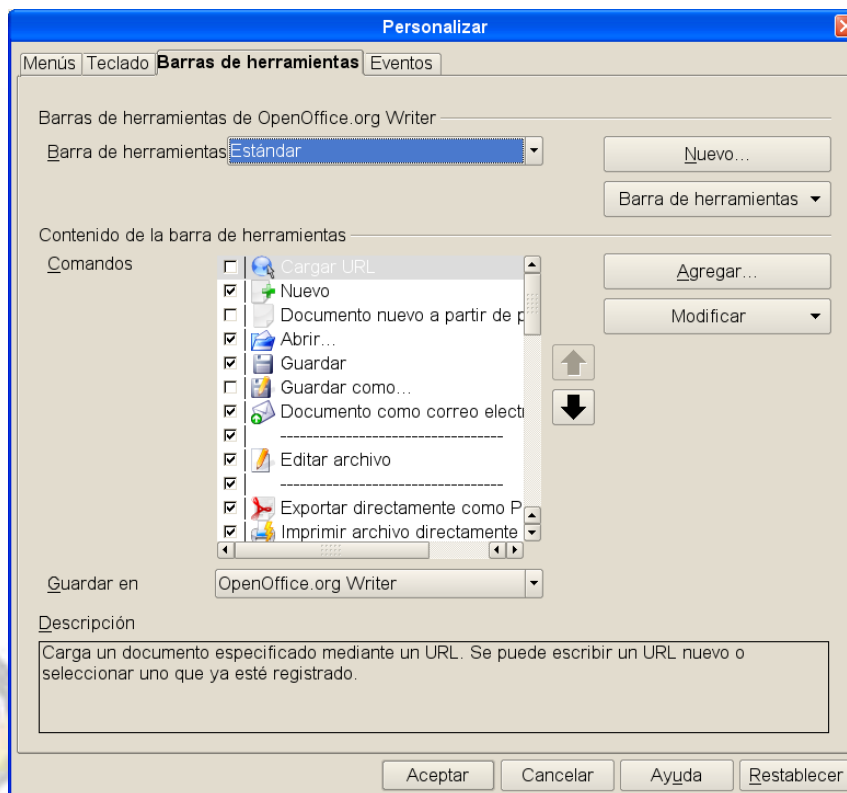 Personalizar
Menús Teclado Barras de herramientas Eventos
Barras de herramientas de OpenOffice.org Writer
Barra de herramientas Estándar
Nuevo...
Barra de herramientas
Contenido de la barra de herramientas
Comandos
Cargar URL
Nuevo
Documento nuevo a partir de p
Abrir...
Guardar
Guardar como...
Documento como correo electr
----------------------------------
Editar archivo
----------------------------------
Exportar directamente como P
Imprimir archivo directamente
Agregar...
Modificar
Guardar en OpenOffice.org Writer
Descripción
Carga un documento especificado mediante un URL. Se puede escribir un URL nuevo o
seleccionar uno que ya esté registrado.
Aceptar Cancelar Ayuda Restablecer